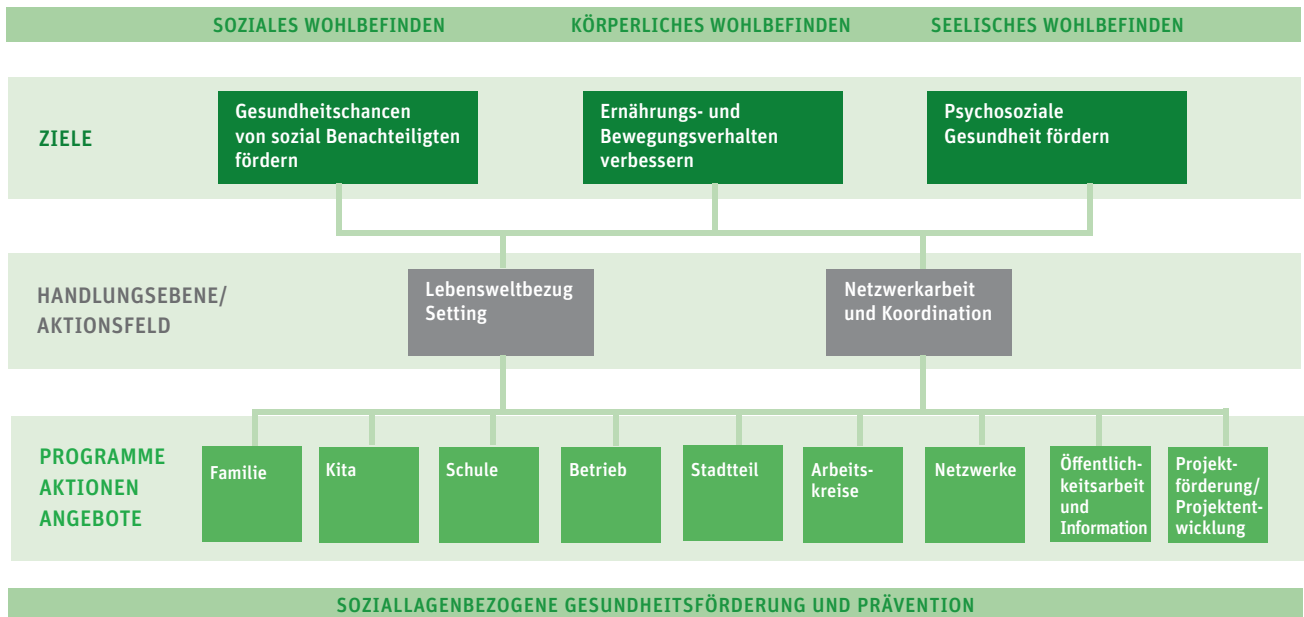 SOZIALES WOHLBEFINDEN
KÖRPERLICHES WOHLBEFINDEN
SEELISCHES WOHLBEFINDEN
ZIELE
Gesundheitschancen
von sozial Benachteiligten
fördern
Ernährungs- und
Bewegungsverhalten
verbessern
Psychosoziale
Gesundheit fördern
HANDLUNGSEBENE/
AKTIONSFELD
Lebensweltbezug
Setting
Netzwerkarbeit
und Koordination
PROGRAMME
AKTIONEN
ANGEBOTE
Familie
Kita
Schule
Betrieb
Stadtteil
Arbeits-
kreise
Netzwerke
Öffentlich-
keitsarbeit
und
Information
Projekt-
förderung/
Projektent-
wicklung
SOZIALLAGENBEZOGENE GESUNDHEITSFÖRDERUNG UND PRÄVENTION